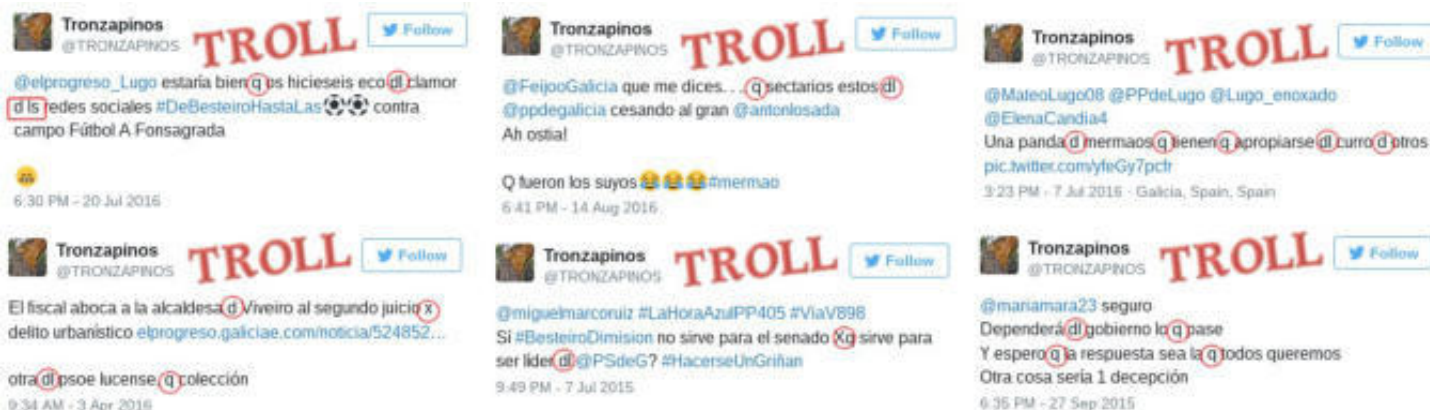 Tronzapinos
@TRONZAPINOS
TROLL
Follow
@elprogreso_Lugo estaría bien q os hicieseis eco dl clamor
d ls redes sociales #DeBesteiroHastaLas⚽⚽ contra
campo Fútbol A Fonsagrada
6:30 PM - 20 Jul 2016
Tronzapinos
@TRONZAPINOS
TROLL
Follow
@FeijooGalicia que me dices. . . q sectarios estos dl
@ppdegalicia cesando al gran @antonlosada
Ah ostia!
Q fueron los suyos 😂😂😂#mermao
6:41 PM - 14 Aug 2016
Tronzapinos
@TRONZAPINOS
TROLL
Follow
@MateoLugo08 @PPdeLugo @Lugo_enoxado
@ElenaCandia4
Una panda d mermaos q tienen q apropiarse dl curro d otros
pic.twitter.com/yfeGy7pcfr
3:23 PM - 7 Jul 2016 · Galicia, Spain, Spain
Tronzapinos
@TRONZAPINOS
TROLL
Follow
El fiscal aboca a la alcaldesa d Viveiro al segundo juicio x
delito urbanístico elprogreso.galiciae.com/noticia/524852...
otra dl psoe lucense, q colección
9:34 AM - 3 Apr 2016
Tronzapinos
@TRONZAPINOS
TROLL
Follow
@miguelmarcoruiz #LaHoraAzulPP405 #ViaV898
Si #BesteiroDimision no sirve para el senado Xq sirve para
ser líder dl @PSdeG? #HacerseUnGriñan
9:49 PM - 7 Jul 2015
Tronzapinos
@TRONZAPINOS
TROLL
Follow
@mariamara23 seguro
Dependerá dl gobierno lo q pase
Y espero q la respuesta sea la q todos queremos
Otra cosa sería 1 decepción
6:35 PM - 27 Sep 2015